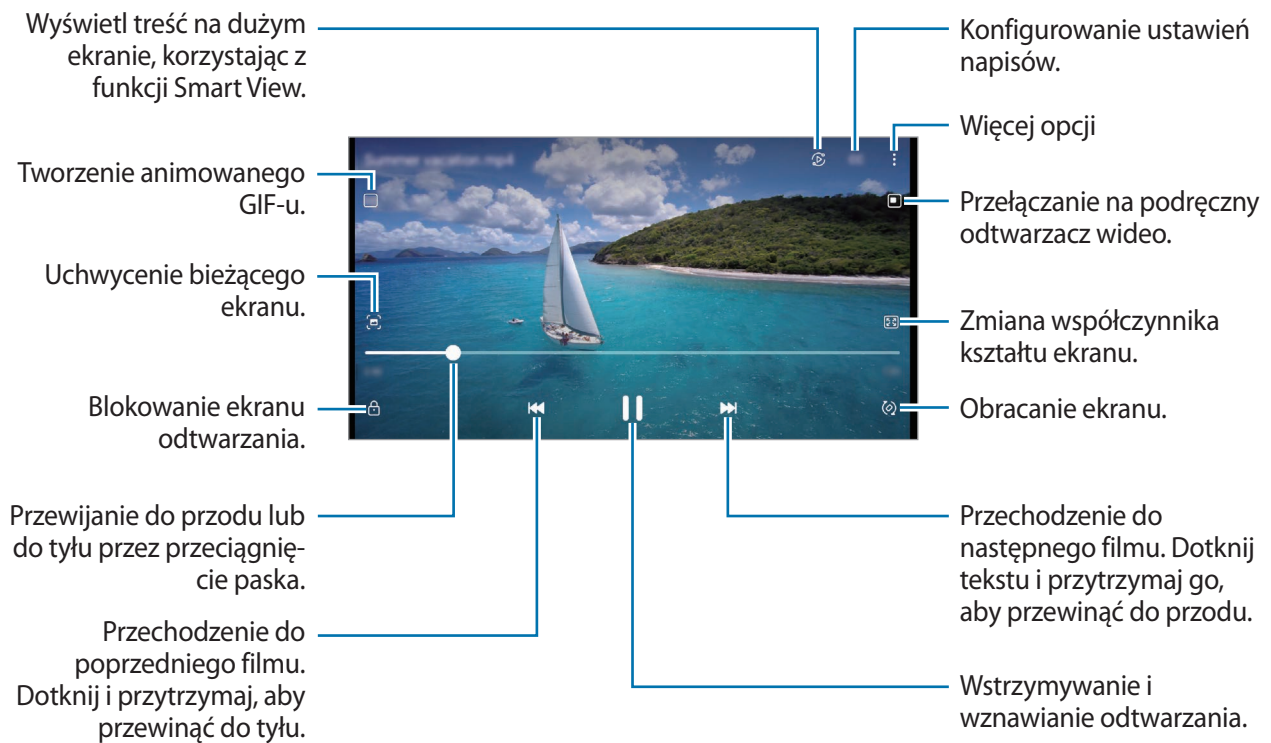 Wyświetl treść na dużym
ekranie, korzystając z
funkcji Smart View.
Tworzenie animowanego
GIF-u.
Uchwycenie bieżącego
ekranu.
Blokowanie ekranu
odtwarzania.
Przewijanie do przodu lub
do tyłu przez przeciągnię-
cie paska.
Przechodzenie do
poprzedniego filmu.
Dotknij i przytrzymaj, aby
przewinąć do tyłu.
Konfigurowanie ustawień
napisów.
Więcej opcji
Przełączanie na podręczny
odtwarzacz wideo.
Zmiana współczynnika
kształtu ekranu.
Obracanie ekranu.
Przechodzenie do
następnego filmu. Dotknij
tekstu i przytrzymaj go,
aby przewinąć do przodu.
Wstrzymywanie i
wznawianie odtwarzania.